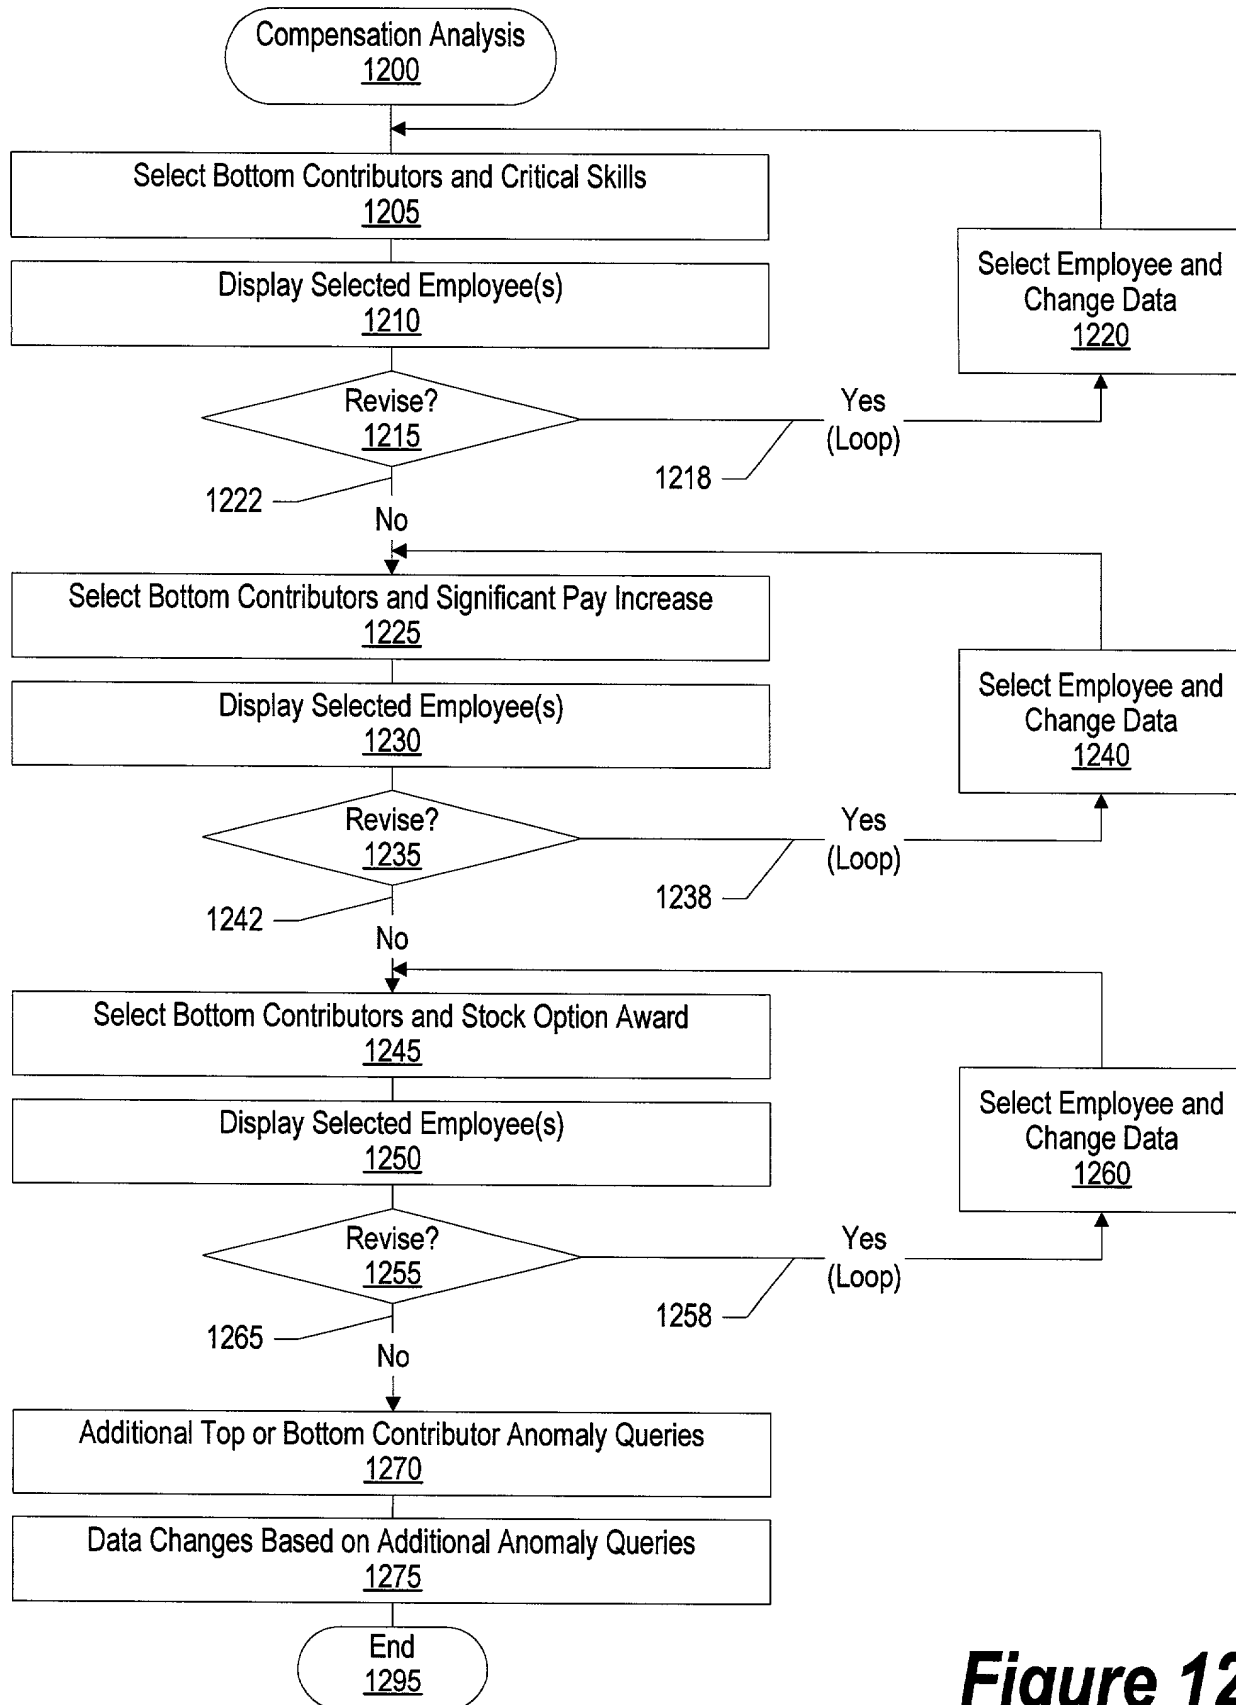 Compensation Analysis
1200
Select Bottom Contributors and Critical Skills
1205
Display Selected Employee(s)
1210
Select Employee and
Change Data
1220
Revise?
1215
Yes
(Loop)
1218
1222
No
Select Bottom Contributors and Significant Pay Increase
1225
Display Selected Employee(s)
1230
Select Employee and
Change Data
1240
Revise?
1235
Yes
(Loop)
1238
1242
No
Select Bottom Contributors and Stock Option Award
1245
Display Selected Employee(s)
1250
Select Employee and
Change Data
1260
Revise?
1255
Yes
(Loop)
1258
1265
No
Additional Top or Bottom Contributor Anomaly Queries
1270
Data Changes Based on Additional Anomaly Queries
1275
End
1295
Figure 12